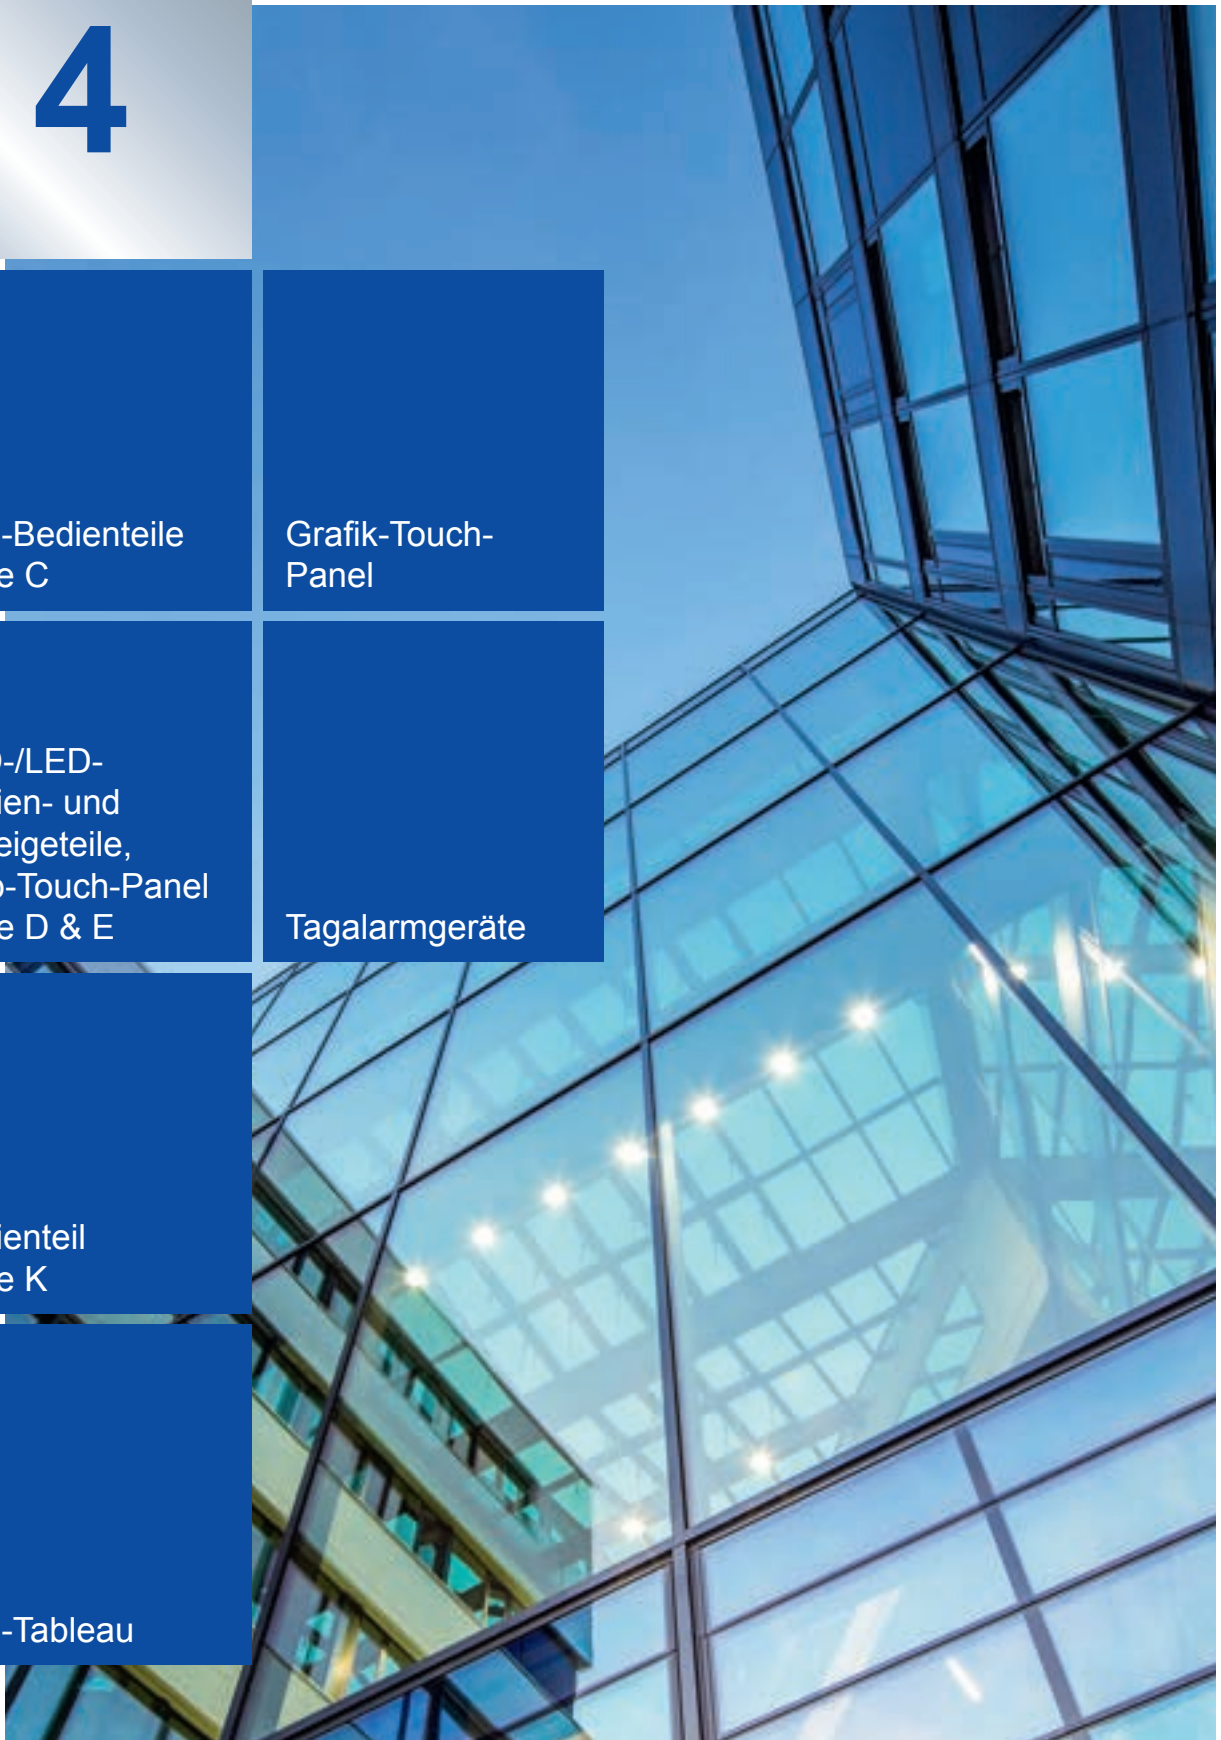 4
-Bedienteile
e C
Grafik-Touch-
Panel
-/LED-
ien- und
eigeteile,
-Touch-Panel
e D & E
Tagalarmgeräte
ienteil
e K
-Tableau